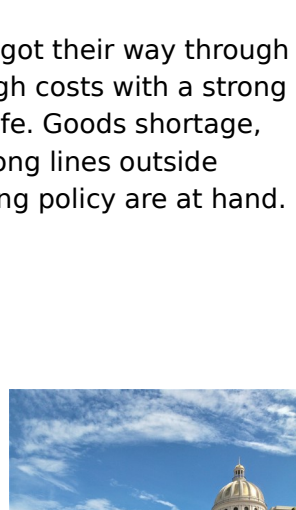 got their way through
gh costs with a strong
fe. Goods shortage,
ong lines outside
ng policy are at hand.